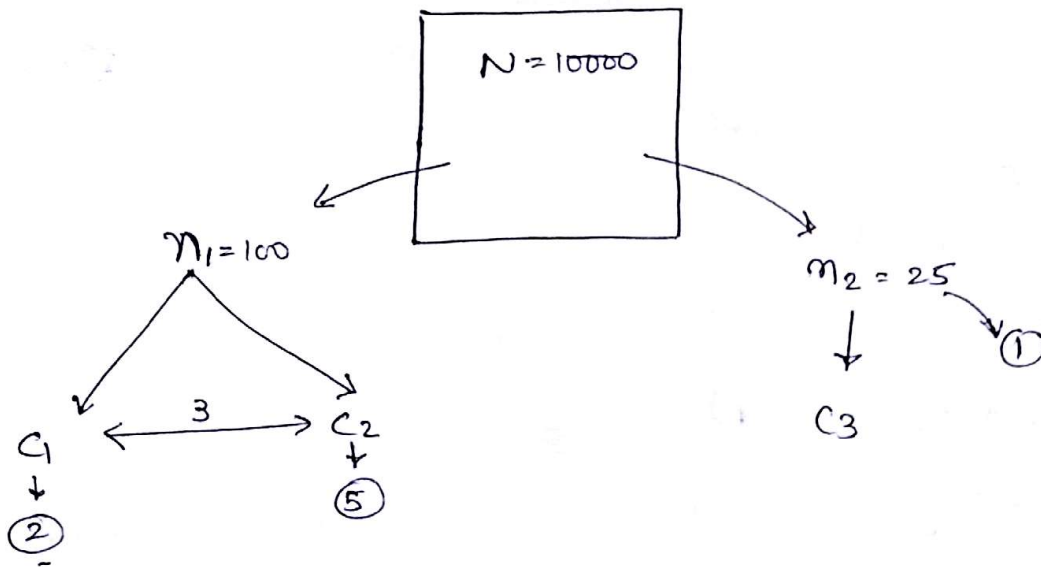 N = 10000
n1 = 100
n2 = 25
1
3
C1
C2
C3
2
5